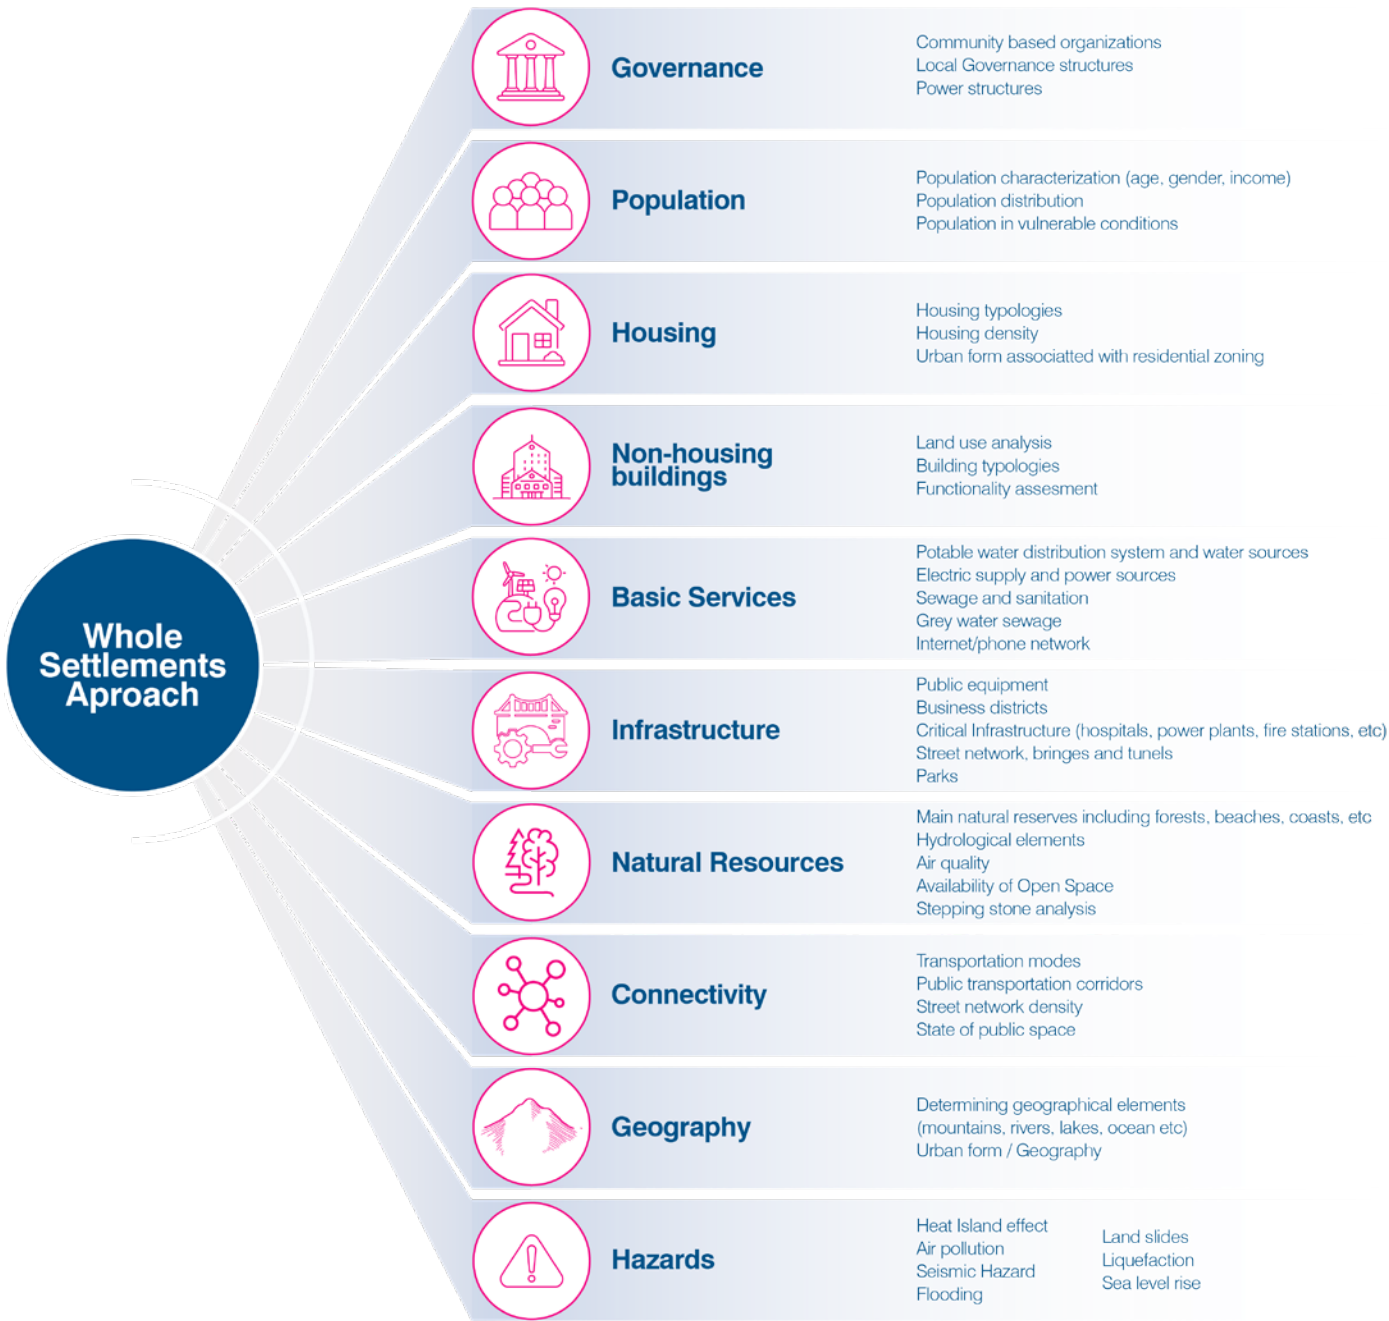 Whole
Settlements
Aproach
Governance
Community based organizations
Local Governance structures
Power structures
Population
Population characterization (age, gender, income)
Population distribution
Population in vulnerable conditions
Housing
Housing typologies
Housing density
Urban form associatted with residential zoning
Non-housing
buildings
Land use analysis
Building typologies
Functionality assesment
Basic Services
Potable water distribution system and water sources
Electric supply and power sources
Sewage and sanitation
Grey water sewage
Internet/phone network
Infrastructure
Public equipment
Business districts
Critical Infrastructure (hospitals, power plants, fire stations, etc)
Street network, bringes and tunels
Parks
Natural Resources
Main natural reserves including forests, beaches, coasts, etc
Hydrological elements
Air quality
Availability of Open Space
Stepping stone analysis
Connectivity
Transportation modes
Public transportation corridors
Street network density
State of public space
Geography
Determining geographical elements
(mountains, rivers, lakes, ocean etc)
Urban form / Geography
Hazards
Heat Island effect
Air pollution
Seismic Hazard
Flooding
Land slides
Liquefaction
Sea level rise